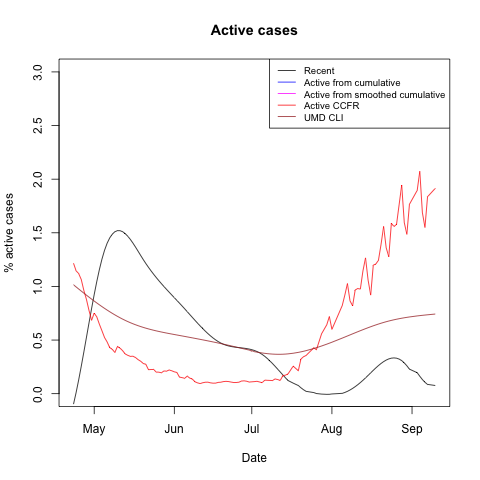 Active cases
Recent
Active from cumulative
Active from smoothed cumulative
Active CCFR
UMD CLI
% active cases
3.0
2.5
2.0
1.5
1.0
0.5
0.0
May Jun Jul Aug Sep
Date